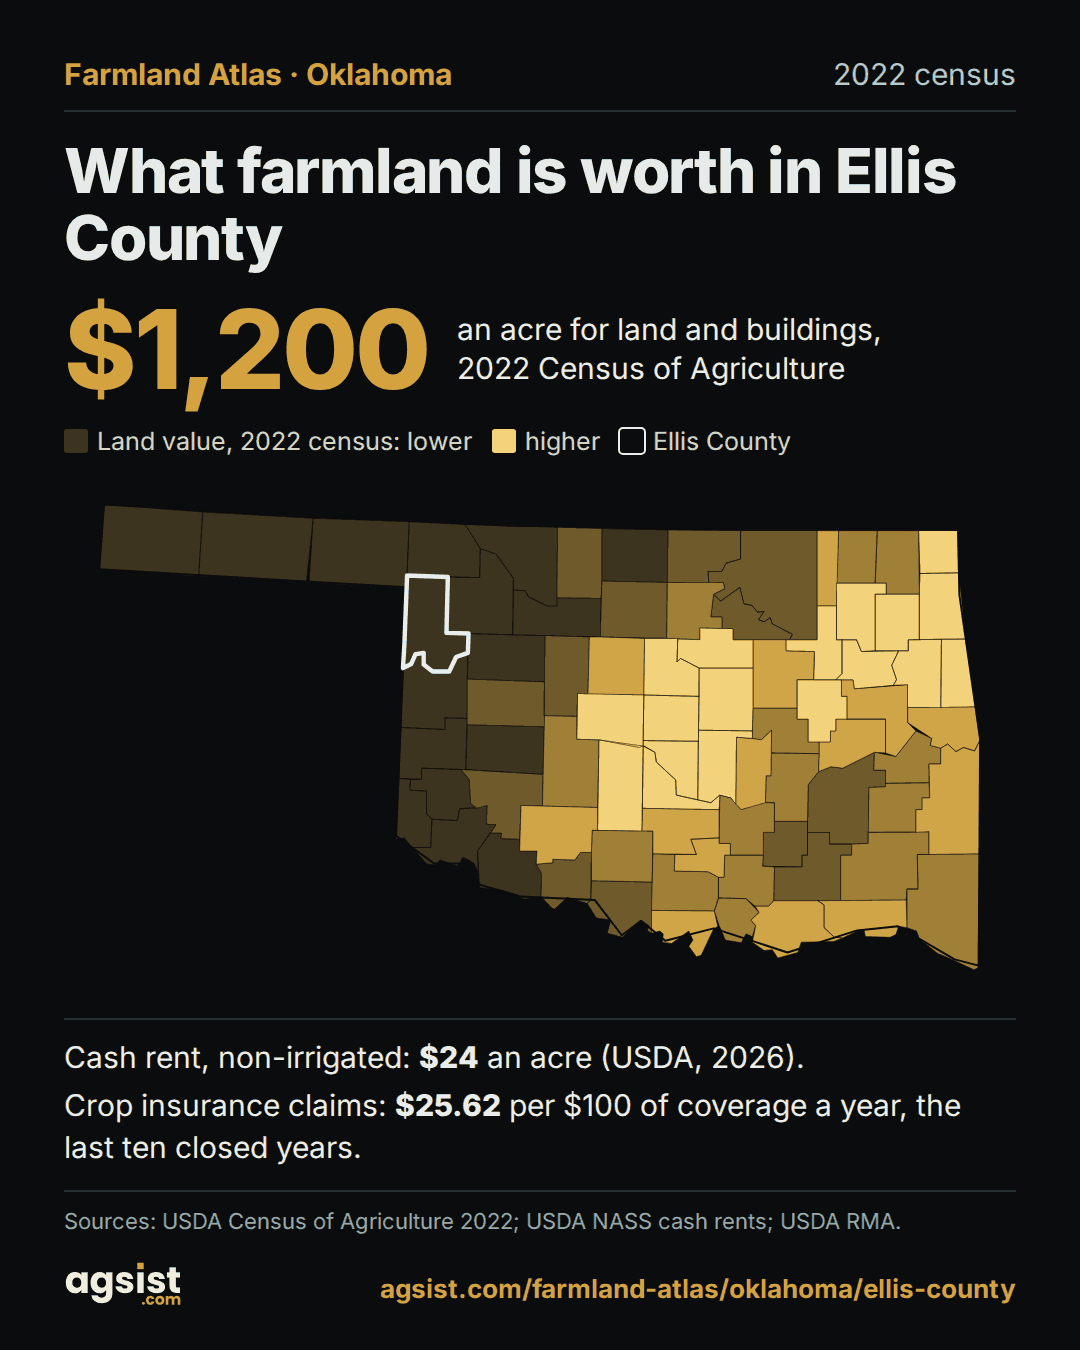 Farmland Atlas · Oklahoma
2022 census
What farmland is worth in Ellis
County
$1,200
an acre for land and buildings,
2022 Census of Agriculture
Land value, 2022 census: lower
higher
Ellis County
Cash rent, non-irrigated: $24 an acre (USDA, 2026).
Crop insurance claims: $25.62 per $100 of coverage a year, the
last ten closed years.
Sources: USDA Census of Agriculture 2022; USDA NASS cash rents; USDA RMA.
agsist
.com
agsist.com/farmland-atlas/oklahoma/ellis-county